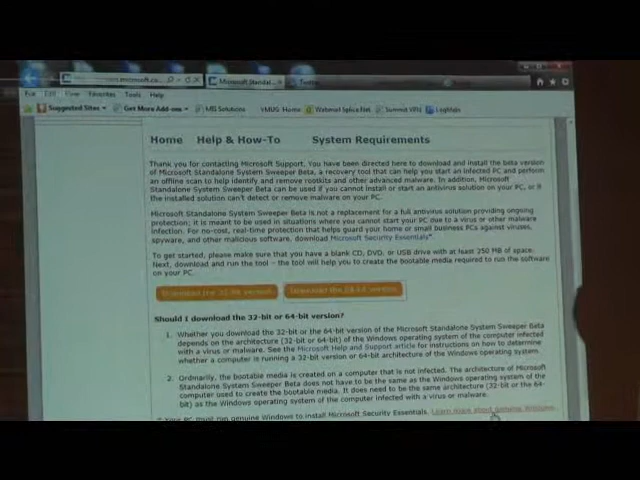 Microsoft Standal...
File Edit View Favorites Tools Help
Suggested Sites Get More Add-ons MS Solutions VMUG Home Webmail Splice.Net Summit VPN LogMeIn
Home Help & How-To System Requirements
Thank you for contacting Microsoft Support. You have been directed here to download and install the beta version
of Microsoft Standalone System Sweeper Beta, a recovery tool that can help you start an infected PC and perform
an offline scan to help identify and remove rootkits and other advanced malware. In addition, Microsoft
Standalone System Sweeper Beta can be used if you cannot install or start an antivirus solution on your PC, or if
the installed solution can't detect or remove malware on your PC.
Microsoft Standalone System Sweeper Beta is not a replacement for a full antivirus solution providing ongoing
protection; it is meant to be used in situations where you cannot start your PC due to a virus or other malware
infection. For no-cost, real-time protection that helps guard your home or small business PCs against viruses,
spyware, and other malicious software, download Microsoft Security Essentials*
To get started, please make sure that you have a blank CD, DVD, or USB drive with at least 250 MB of space.
Next, download and run the tool – the tool will help you to create the bootable media required to run the software
on your PC.
Download the 32-bit version Download the 64-bit version
Should I download the 32-bit or 64-bit version?
1. Whether you download the 32-bit or the 64-bit version of the Microsoft Standalone System Sweeper Beta
depends on the architecture (32-bit or 64-bit) of the Windows operating system of the computer infected
with a virus or malware. See the Microsoft Help and Support article for instructions on how to determine
whether a computer is running a 32-bit version or 64-bit architecture of the Windows operating system.
2. Ordinarily, the bootable media is created on a computer that is not infected. The architecture of Microsoft
Standalone System Sweeper Beta does not have to be the same as the Windows operating system of the
computer used to create the bootable media. It does need to be the same architecture (32-bit or the 64-
bit) as the Windows operating system of the computer infected with a virus or malware.
* Your PC must run genuine Windows to install Microsoft Security Essentials. Learn more about genuine Windows